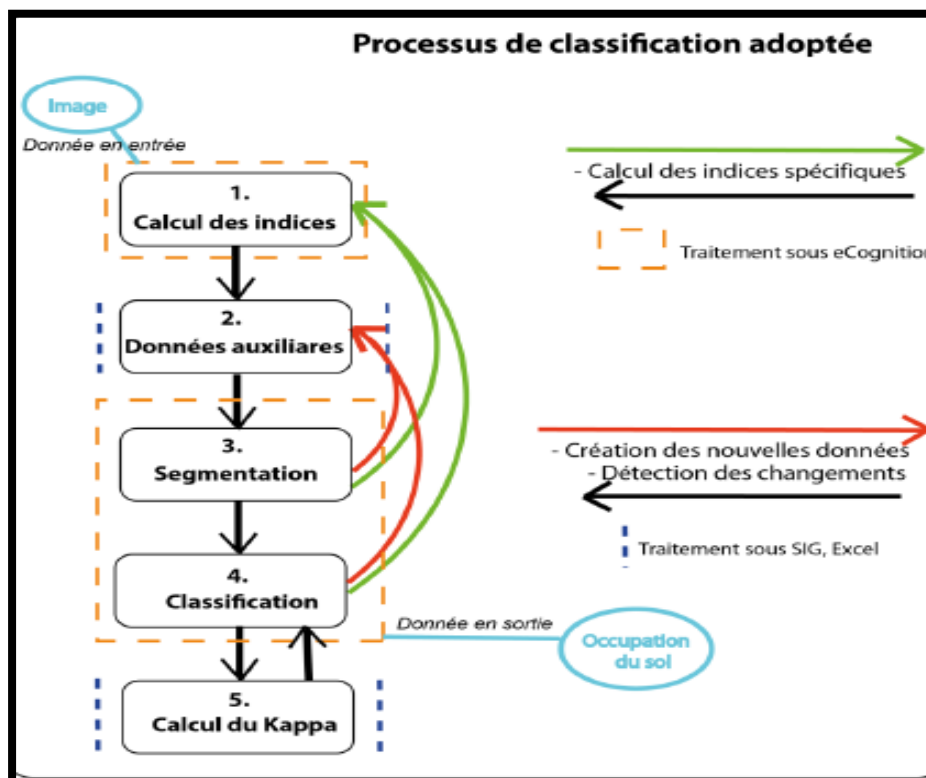 Processus de classification adoptée
Image
Donnée en entrée
1.
Calcul des indices
2.
Données auxiliares
3.
Segmentation
4.
Classification
5.
Calcul du Kappa
- Calcul des indices spécifiques
Traitement sous eCognition
- Création des nouvelles données
- Détection des changements
Traitement sous SIG, Excel
Donnée en sortie
Occupation
du sol